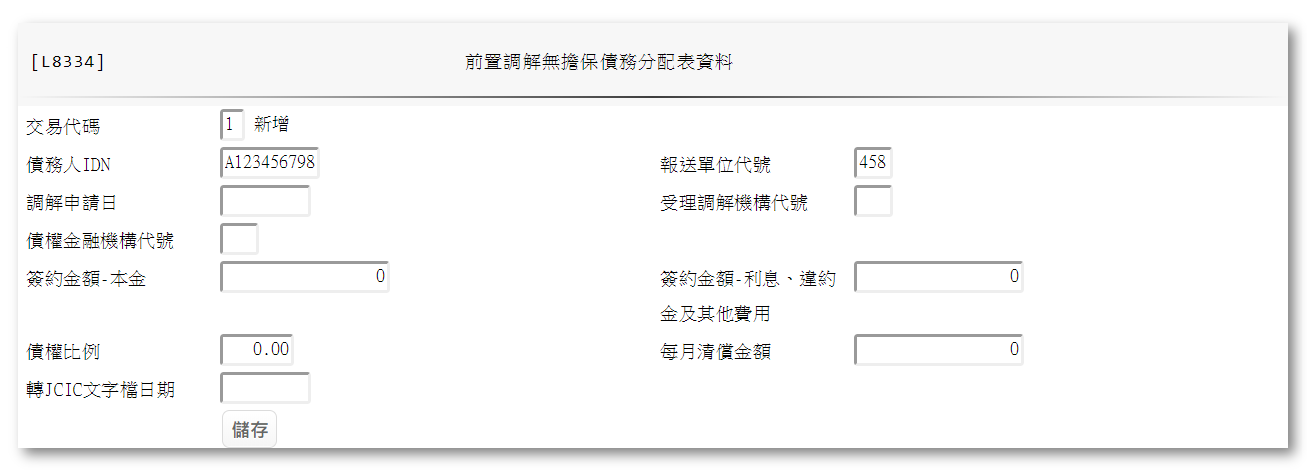 [L8334] 前置調解無擔保債務分配表資料
交易代碼 1 新增
債務人IDN A123456798 報送單位代號 458
調解申請日 受理調解機構代號
債權金融機構代號
簽約金額-本金 0 簽約金額-利息、違約 0
金及其他費用
債權比例 0.00 每月清償金額 0
轉JCIC文字檔日期
儲存